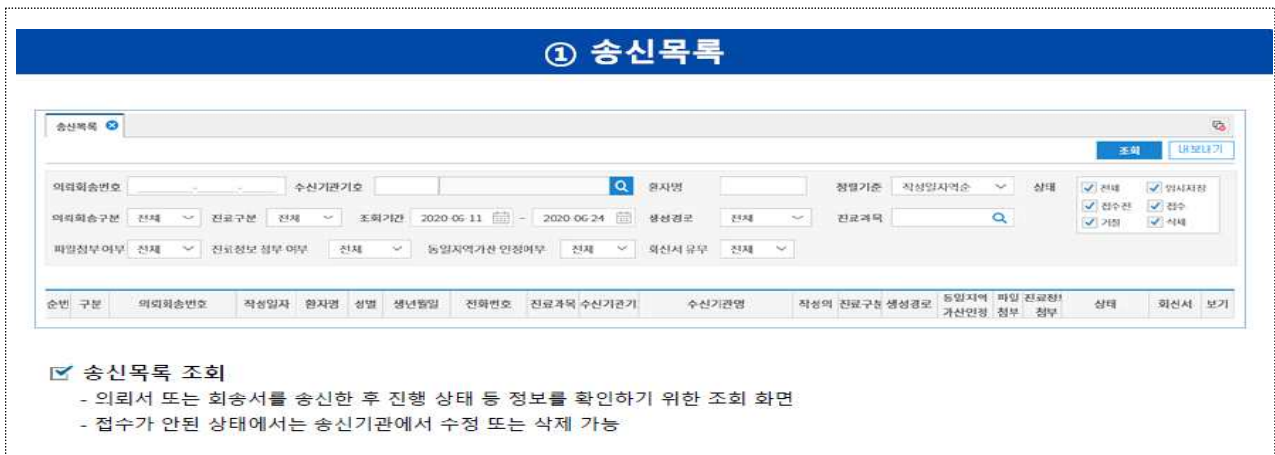 ① 송신목록
송신목록
조회 내보내기
의뢰회송번호 수신기관기호 환자명 정렬기준 작성일자역순 상태 전체 임시저장
의뢰회송구분 전체 진료구분 전체 조회기간 2020-06-11 - 2020-06-24 생성경로 전체 진료과목 접수전 접수
파일첨부여부 전체 진료정보 첨부 여부 전체 동일지역가산 인정여부 전체 회신서 유무 전체 거절 삭제
순번 구분 의뢰회송번호 작성일자 환자명 성별 생년월일 전화번호 진료과목 수신기관기 수신기관명 작성의 진료구분 생성경로 동일지역 가산인정 파일 첨부 진료정보 첨부 상태 회신서 보기
송신목록 조회
- 의뢰서 또는 회송서를 송신한 후 진행 상태 등 정보를 확인하기 위한 조회 화면
- 접수가 안된 상태에서는 송신기관에서 수정 또는 삭제 가능